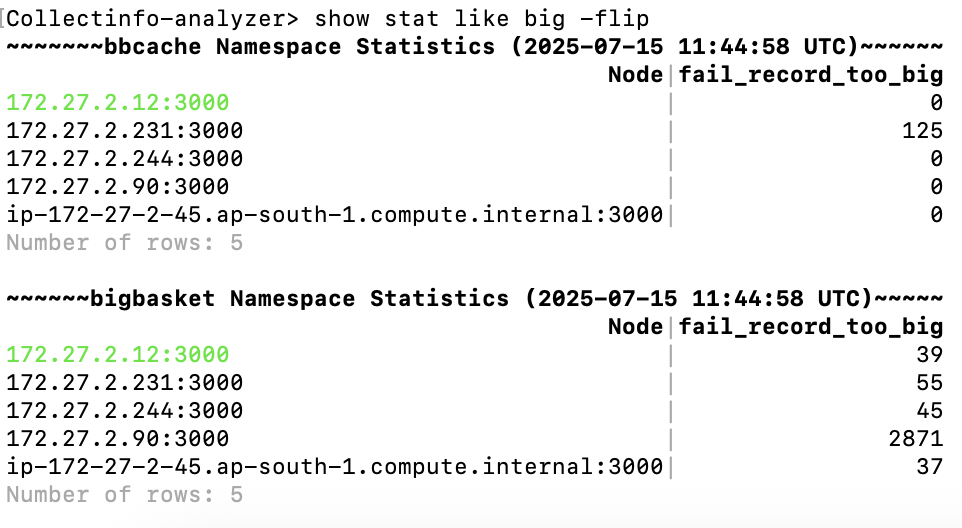 [Collectinfo-analyzer> show stat like big -flip
~~~~~~~bbcache Namespace Statistics (2025-07-15 11:44:58 UTC)~~~~~~
Node|fail_record_too_big
172.27.2.12:3000 | 0
172.27.2.231:3000 | 125
172.27.2.244:3000 | 0
172.27.2.90:3000 | 0
ip-172-27-2-45.ap-south-1.compute.internal:3000| 0
Number of rows: 5
~~~~~~bigbasket Namespace Statistics (2025-07-15 11:44:58 UTC)~~~~~
Node|fail_record_too_big
172.27.2.12:3000 | 39
172.27.2.231:3000 | 55
172.27.2.244:3000 | 45
172.27.2.90:3000 | 2871
ip-172-27-2-45.ap-south-1.compute.internal:3000| 37
Number of rows: 5